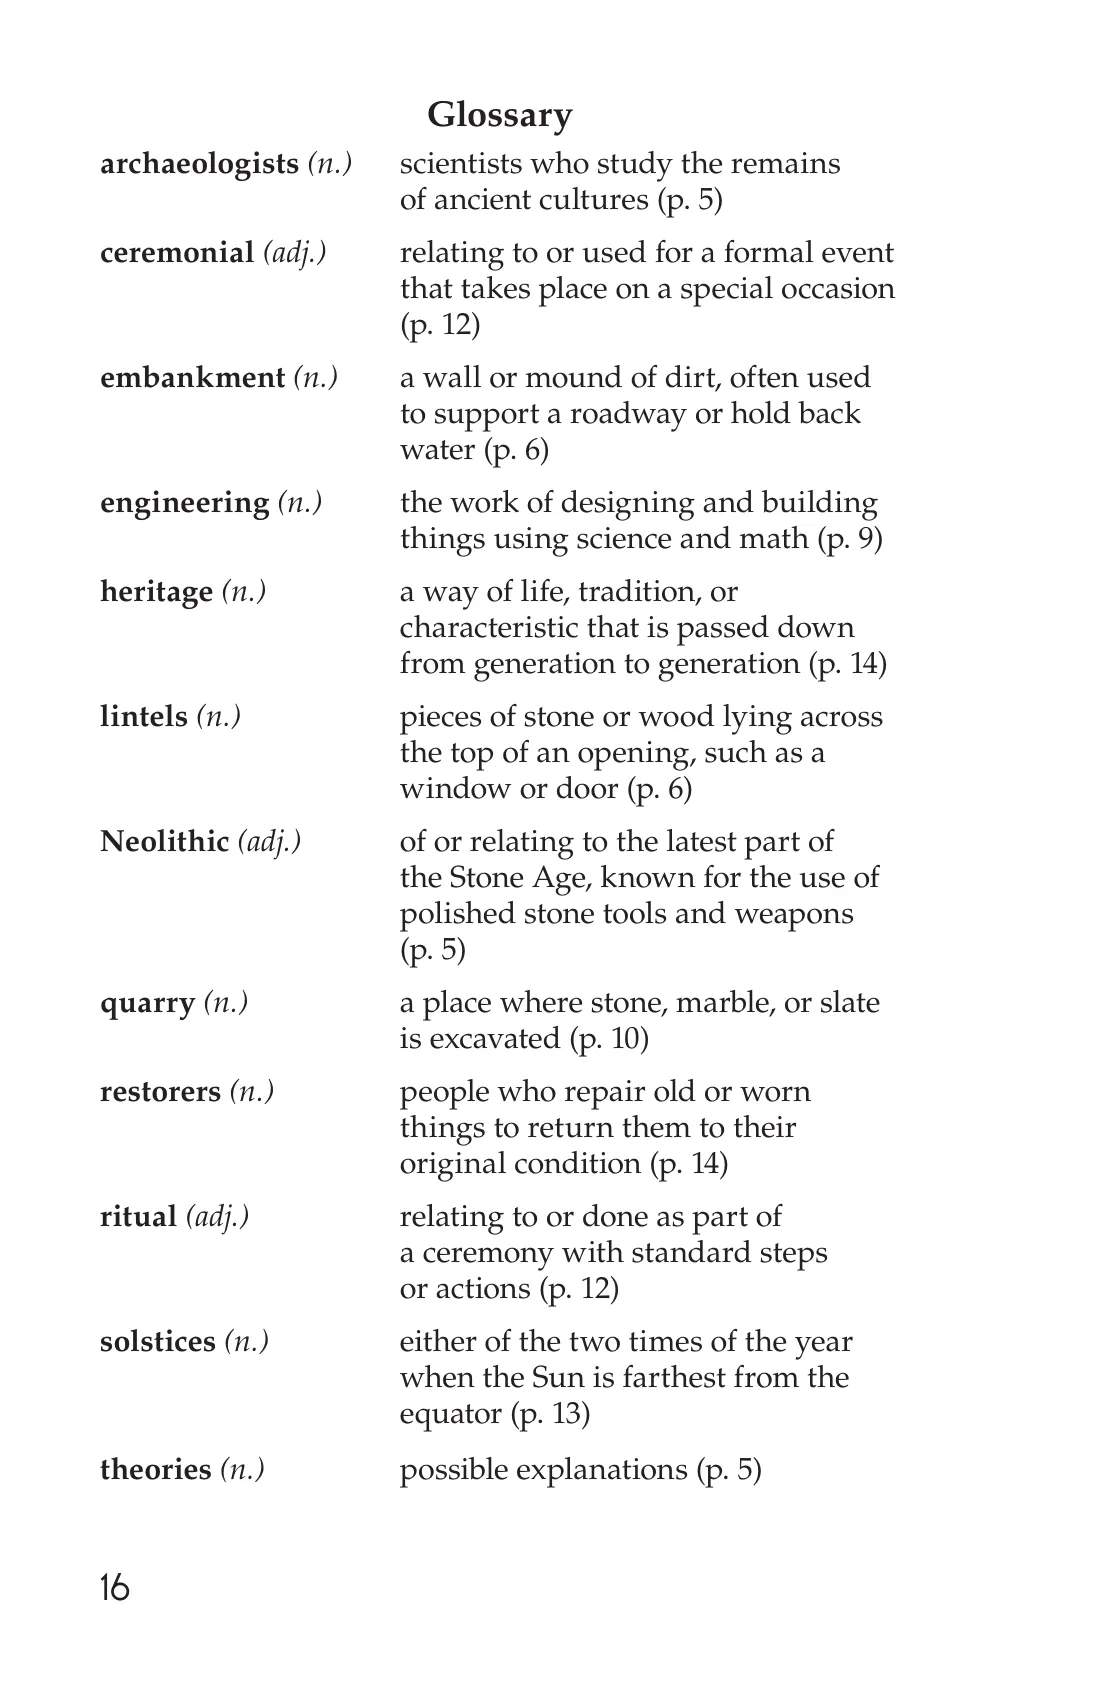 Glossary
archaeologists (n.) scientists who study the remains
of ancient cultures (p. 5)
ceremonial (adj.) relating to or used for a formal event
that takes place on a special occasion
(p. 12)
embankment (n.) a wall or mound of dirt, often used
to support a roadway or hold back
water (p. 6)
engineering (n.) the work of designing and building
things using science and math (p. 9)
heritage (n.) a way of life, tradition, or
characteristic that is passed down
from generation to generation (p. 14)
lintels (n.) pieces of stone or wood lying across
the top of an opening, such as a
window or door (p. 6)
Neolithic (adj.) of or relating to the latest part of
the Stone Age, known for the use of
polished stone tools and weapons
(p. 5)
quarry (n.) a place where stone, marble, or slate
is excavated (p. 10)
restorers (n.) people who repair old or worn
things to return them to their
original condition (p. 14)
ritual (adj.) relating to or done as part of
a ceremony with standard steps
or actions (p. 12)
solstices (n.) either of the two times of the year
when the Sun is farthest from the
equator (p. 13)
theories (n.) possible explanations (p. 5)
16